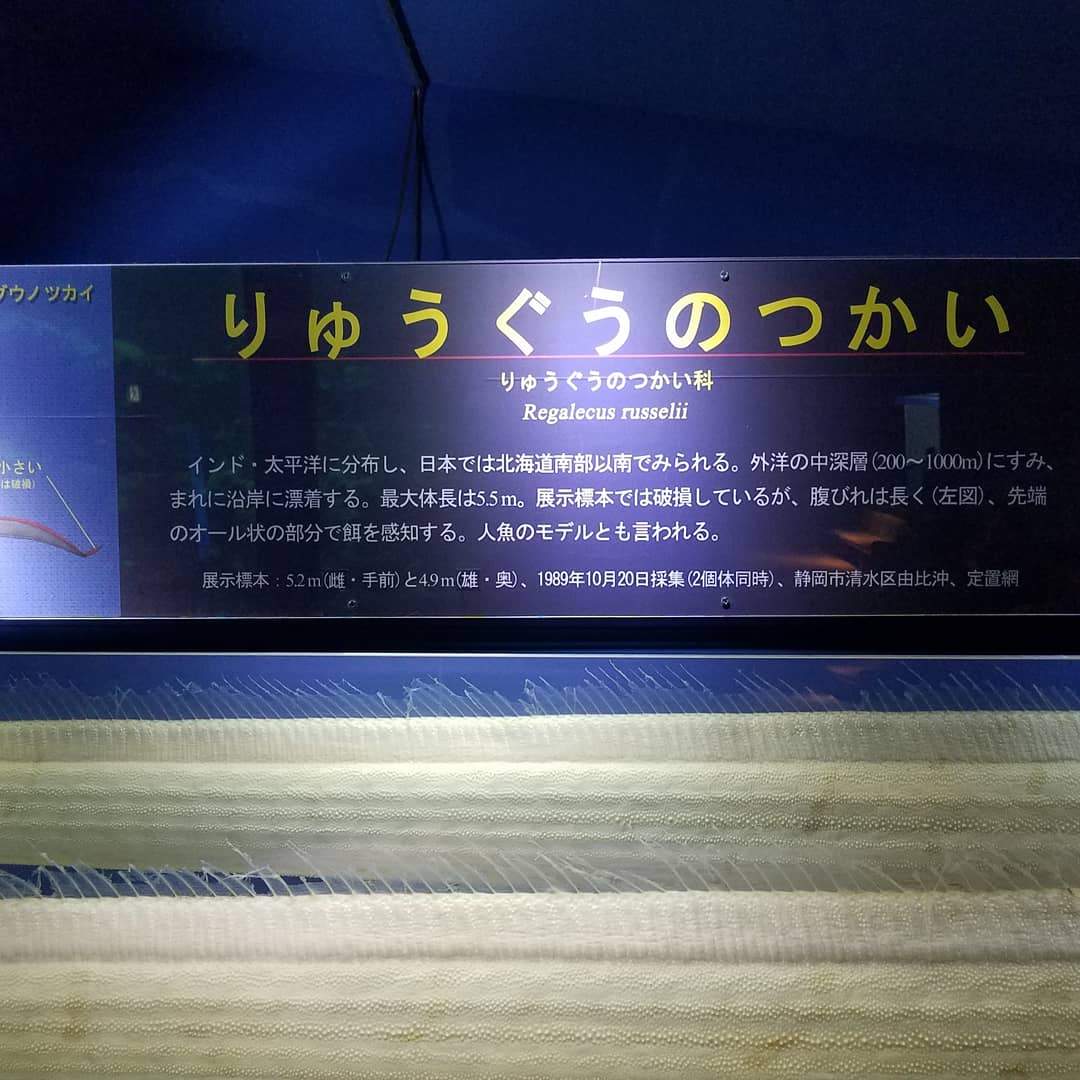 グウノツカイ
りゅうぐうのつかい
りゅうぐうのつかい科
Regalecus russelii
小さい
は破損)
インド・太平洋に分布し、日本では北海道南部以南でみられる。外洋の中深層(200〜1000m)にすみ、
まれに沿岸に漂着する。最大体長は5.5m。展示標本では破損しているが、腹びれは長く(左図)、先端
のオール状の部分で餌を感知する。人魚のモデルとも言われる。
展示標本:5.2m(雌・手前)と4.9m(雄・奥)、1989年10月20日採集(2個体同時)、静岡市清水区由比沖、定置網